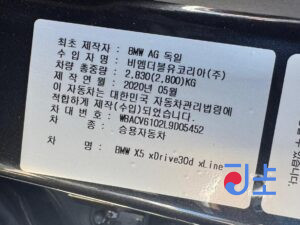 최초 제작자 : BMW AG 독일
수 입 자 명 : 비엠더블유코리아(주)
차량 총중량 : 2,830(2,800)KG
제 작 연 월 : 2020년 05월
이 자동차는 대한민국 자동차관리법령에
적합하게 제작(수입)되었습니다.
차 대 번 호 : WBACV6102L9D05452
차 종 : 승용자동차
차 명 : BMW X5 xDrive30d xLine